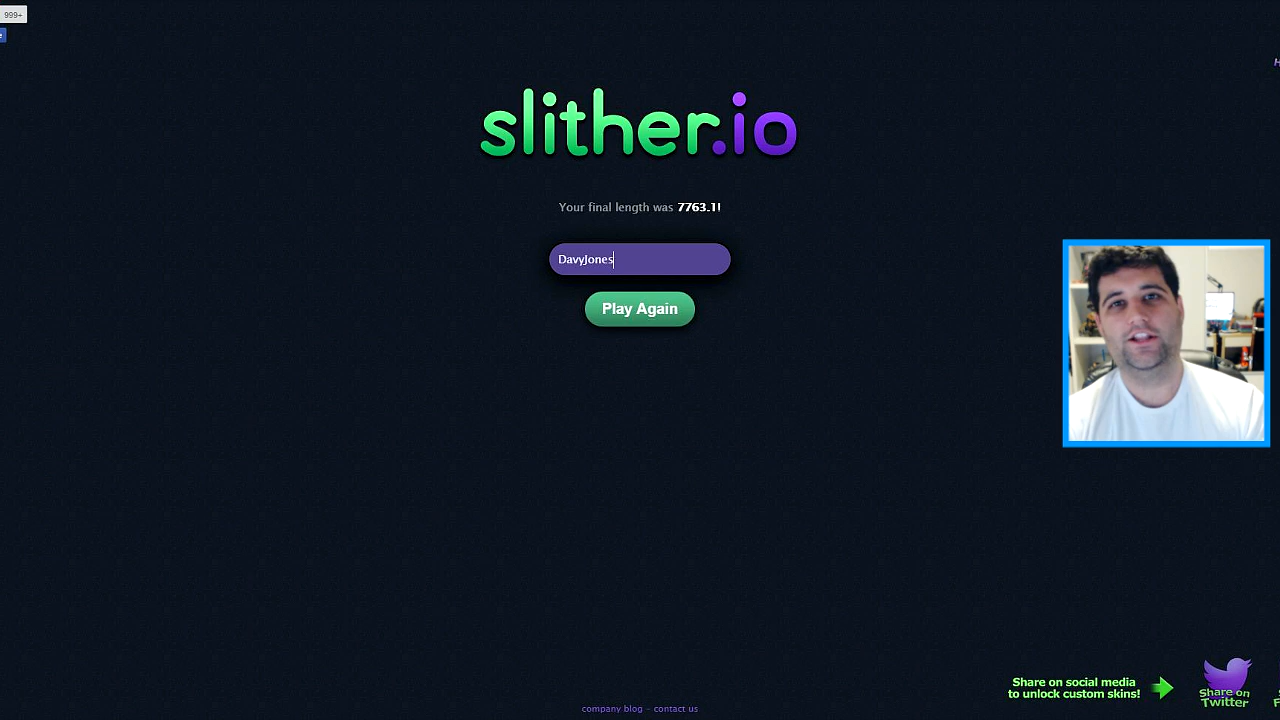 999+
slither.io
Your final length was 7763.1!
DavyJones
Play Again
Share on social media
to unlock custom skins!
Share on
Twitter
company blog - contact us